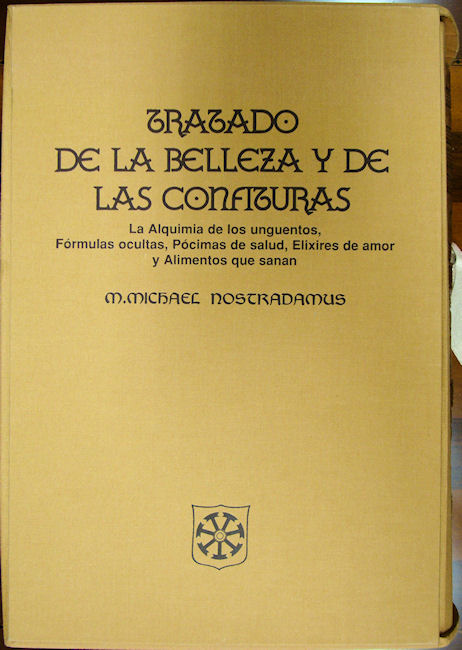 TRATADO
DE LA BELLEZA Y DE
LAS CONFITURAS
La Alquimia de los unguentos,
Fórmulas ocultas, Pócimas de salud, Elixires de amor
y Alimentos que sanan
M.MICHAEL NOSTRADAMUS